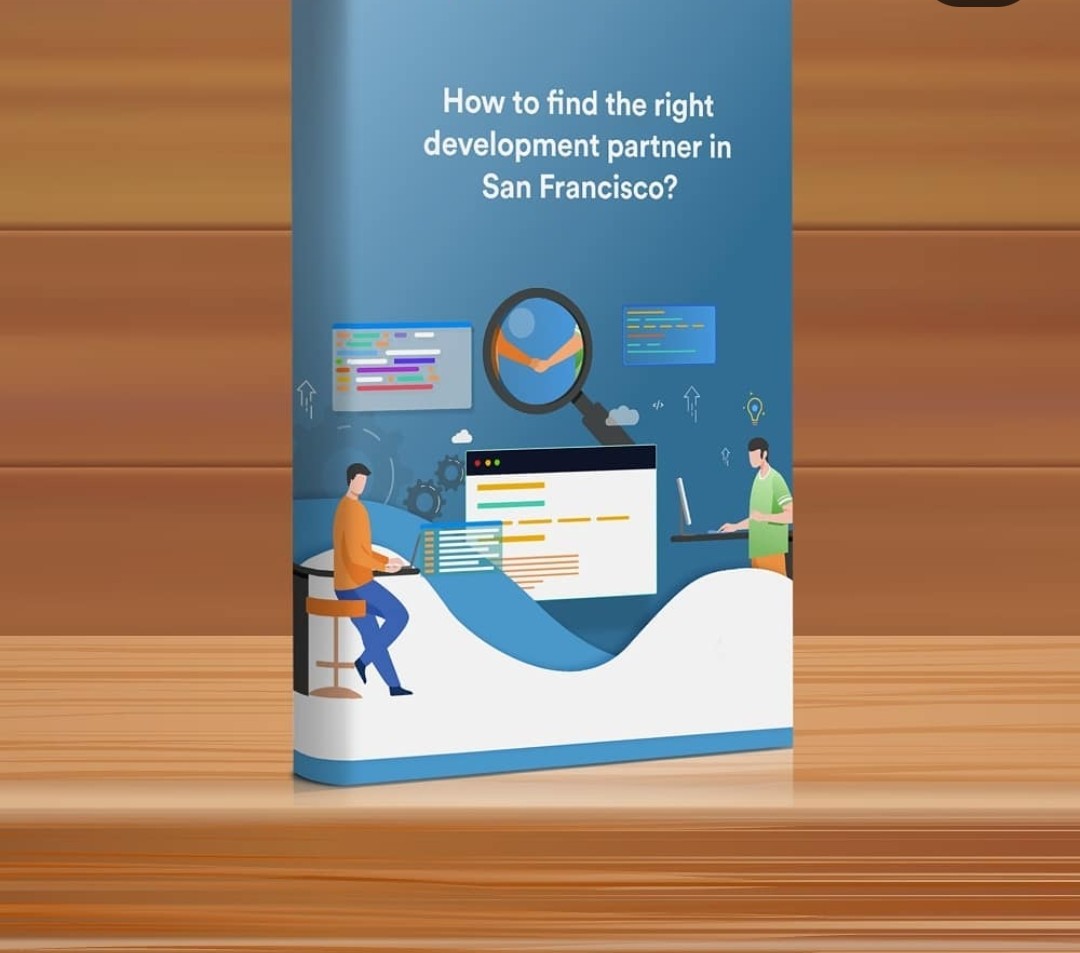 How to find the right
development partner in
San Francisco?
</>